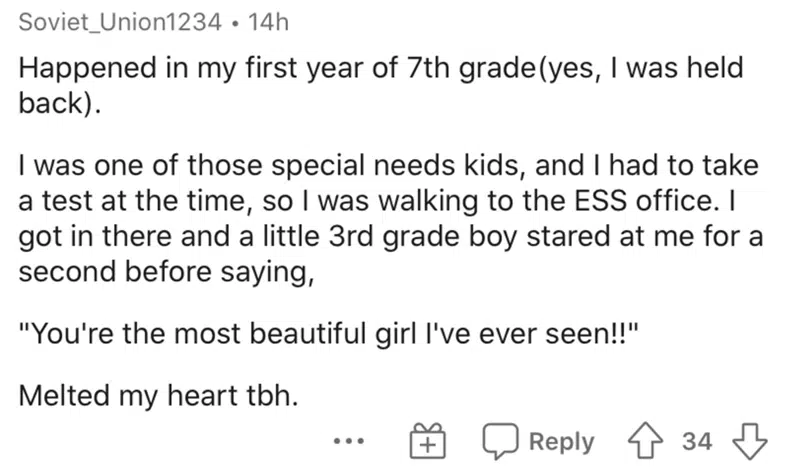 Soviet_Union1234 • 14h
Happened in my first year of 7th grade(yes, I was held
back).
I was one of those special needs kids, and I had to take
a test at the time, so I was walking to the ESS office. I
got in there and a little 3rd grade boy stared at me for a
second before saying,
"You're the most beautiful girl I've ever seen!!"
Melted my heart tbh.
... Reply 34